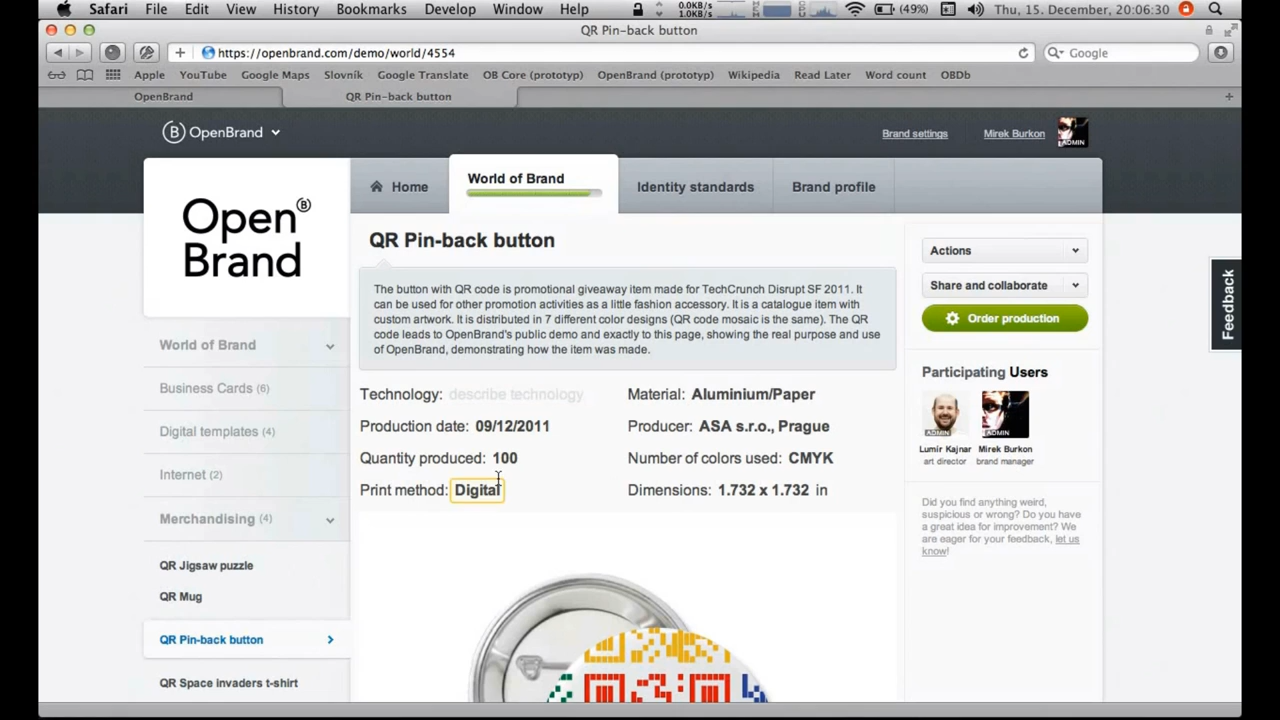 Safari File Edit View History Bookmarks Develop Window Help 0.0KB/s 1.0KB/s (49%) Thu, 15. December, 20:06:30
QR Pin-back button
https://openbrand.com/demo/world/4554 Google
Apple YouTube Google Maps Slovník Google Translate OB Core (prototyp) OpenBrand (prototyp) Wikipedia Read Later Word count OBDb
OpenBrand QR Pin-back button
B OpenBrand Brand settings Mirek Burkon ADMIN
Home World of Brand Identity standards Brand profile
Open B
Brand
World of Brand
Business Cards (6)
Digital templates (4)
Internet (2)
Merchandising (4)
QR Jigsaw puzzle
QR Mug
QR Pin-back button
QR Space invaders t-shirt
QR Pin-back button
The button with QR code is promotional giveaway item made for TechCrunch Disrupt SF 2011. It
can be used for other promotion activities as a little fashion accessory. It is a catalogue item with
custom artwork. It is distributed in 7 different color designs (QR code mosaic is the same). The QR
code leads to OpenBrand's public demo and exactly to this page, showing the real purpose and use
of OpenBrand, demonstrating how the item was made.
Technology: describe technology Material: Aluminium/Paper
Production date: 09/12/2011 Producer: ASA s.r.o., Prague
Quantity produced: 100 Number of colors used: CMYK
Print method: Digital Dimensions: 1.732 x 1.732 in
Actions
Share and collaborate
Order production
Participating Users
ADMIN ADMIN
Lumir Kajnar Mirek Burkon
art director brand manager
Did you find anything weird,
suspicious or wrong? Do you have
a great idea for improvement? We
are eager for your feedback, let us
know!
Feedback